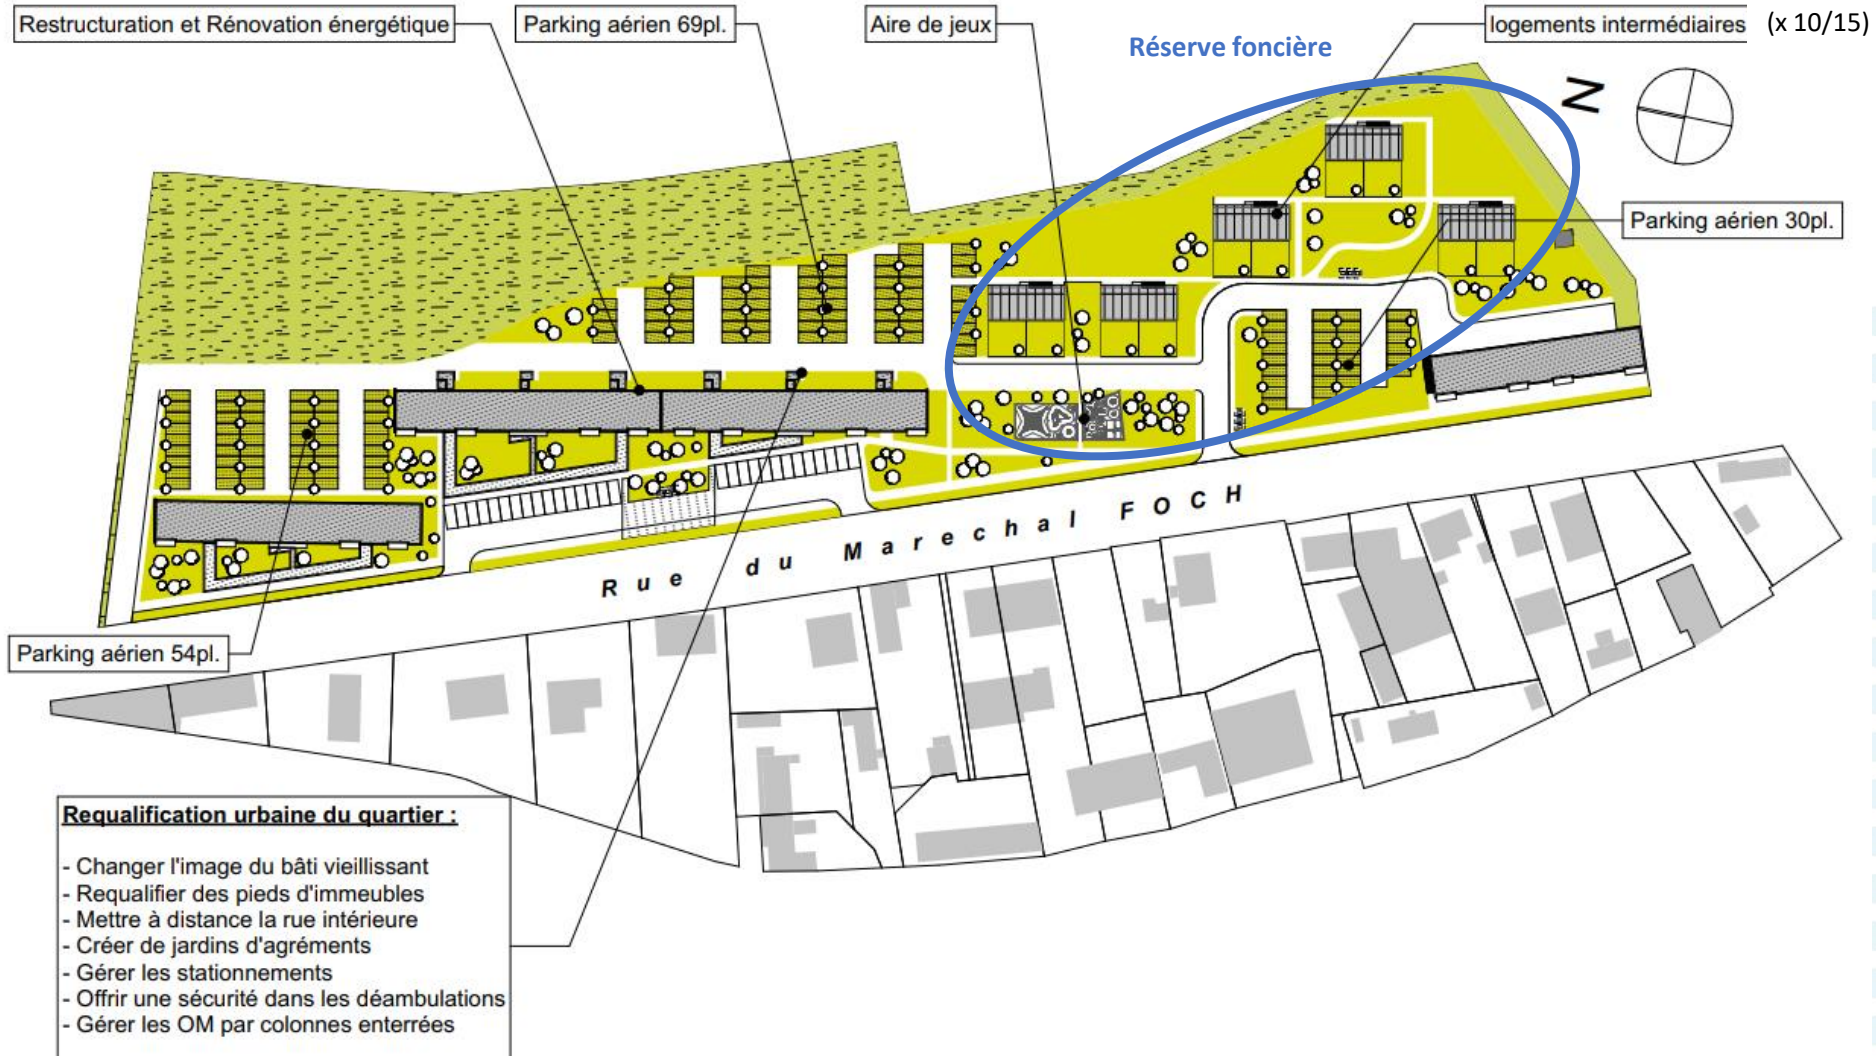 Restructuration et Rénovation énergétique
Parking aérien 69pl.
Aire de jeux
Réserve foncière
logements intermédiaires
(x 10/15)
N
Parking aérien 30pl.
Rue du Marechal FOCH
Parking aérien 54pl.
Requalification urbaine du quartier :
- Changer l'image du bâti vieillissant
- Requalifier des pieds d'immeubles
- Mettre à distance la rue intérieure
- Créer de jardins d'agréments
- Gérer les stationnements
- Offrir une sécurité dans les déambulations
- Gérer les OM par colonnes enterrées